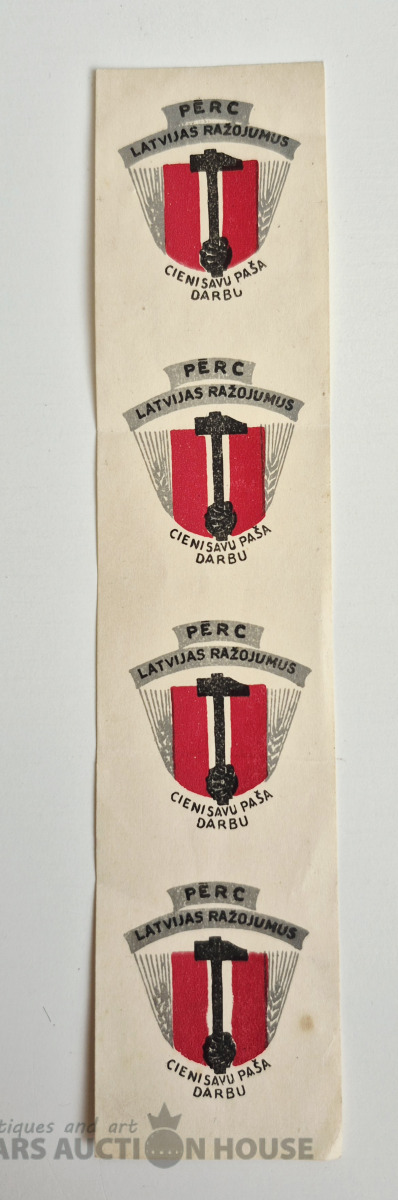 PĒRC
LATVIJAS RAŽOJUMUS
CIENI SAVU PAŠA
DARBU
PĒRC
LATVIJAS RAŽOJUMUS
CIENI SAVU PAŠA
DARBU
PĒRC
LATVIJAS RAŽOJUMUS
CIENI SAVU PAŠA
DARBU
PĒRC
LATVIJAS RAŽOJUMUS
CIENI SAVU PAŠA
DARBU
tiques and art
ARS AUCTION HOUSE